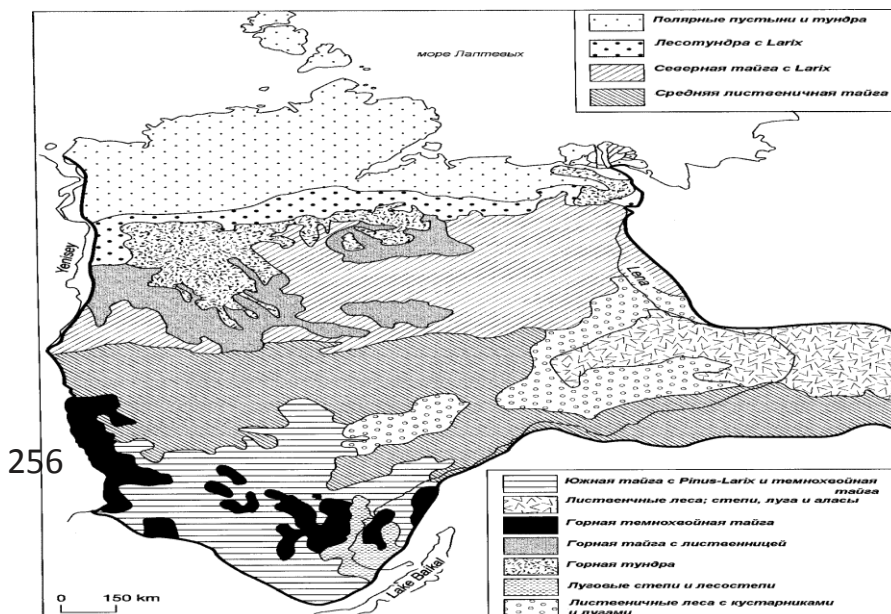 Полярные пустыни и тундра
море Лаптевых
Лесотундра с Larix
Северная тайга с Larix
Средняя лиственичная тайга
Yenisey
Lena
256
Южная тайга с Pinus-Larix и темнохвойная
тайга
Лиственчные леса; степи, луга и аласы
Горная темнохвойная тайга
Горная тайга с лиственницей
Горная тундра
Луговые степи и лесостепи
Лиственичные леса с кустарниками
и лугами
Lake Baikal
0 150 km